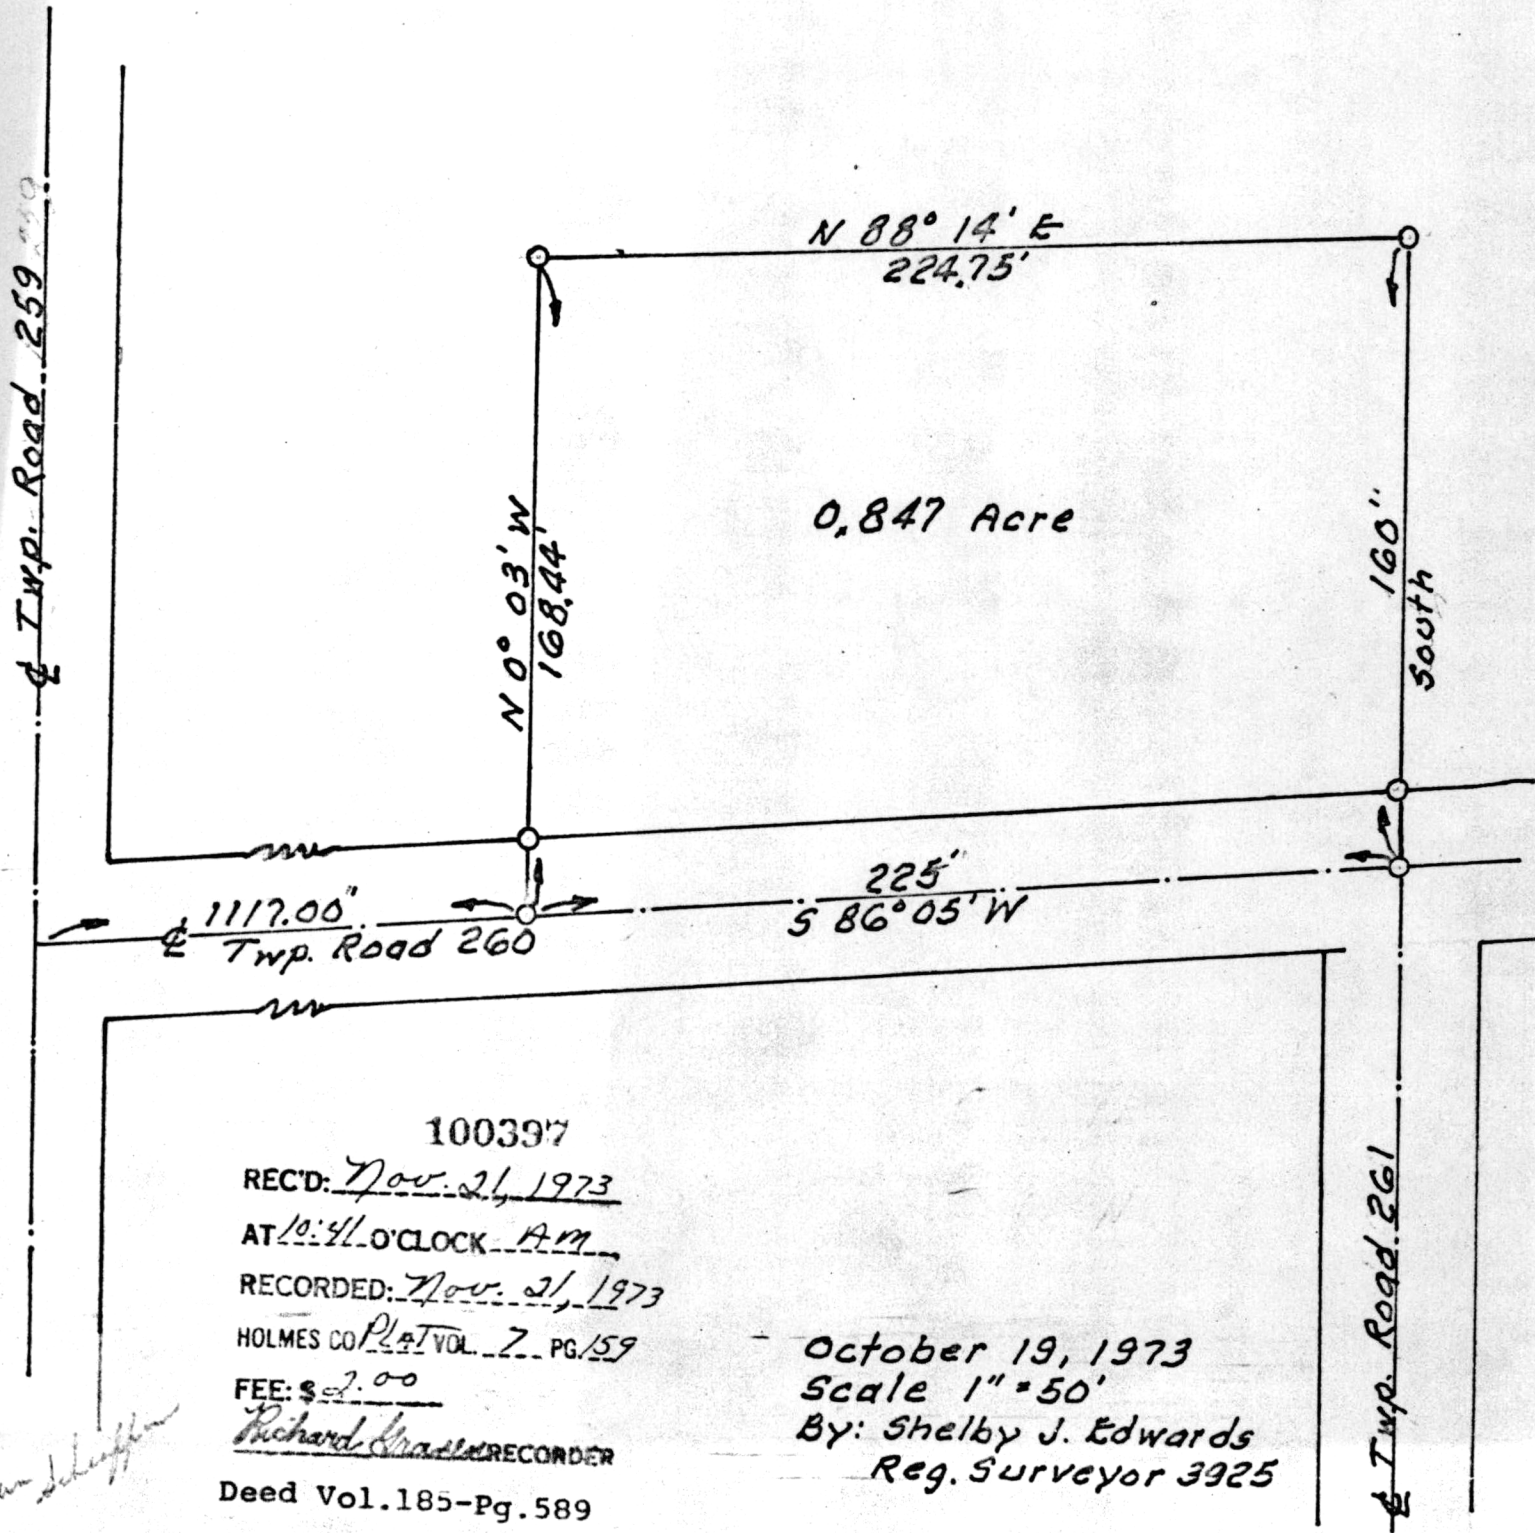 N 88° 14' E
224.75'
℄ Twp. Road 259
N 0° 03' W
168.44'
0.847 Acre
160"
South
225'
S 86° 05' W
℄ 1117.00"
Twp. Road 260
℄ Twp. Road 261
100397
REC'D: Nov. 21, 1973
AT 10:41 O'CLOCK AM
RECORDED: Nov. 21, 1973
HOLMES CO Plat VOL. 7 PG. 159
FEE: $ 2.00
Richard RECORDER
Deed Vol.185-Pg.589
October 19, 1973
Scale 1" = 50'
By: Shelby J. Edwards
Reg. Surveyor 3925